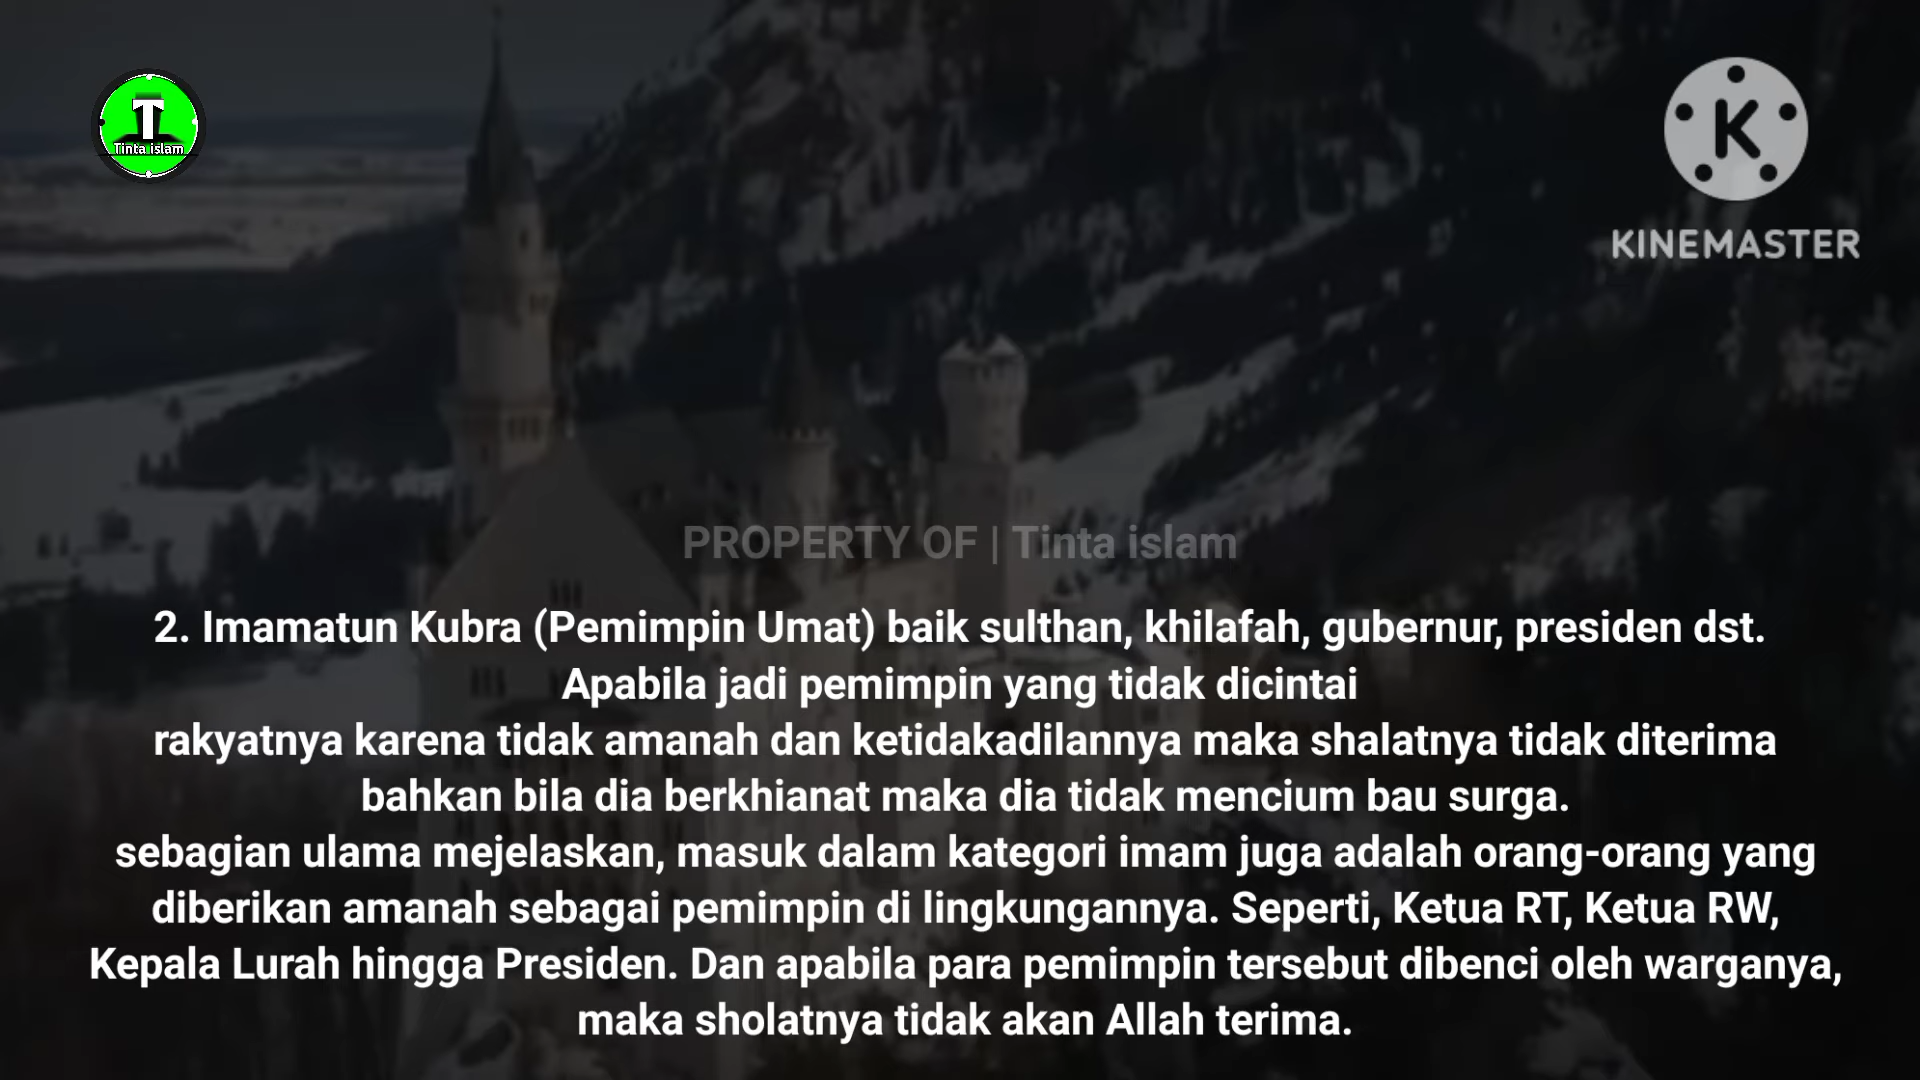 T
Tinta islam
K
KINEMASTER
PROPERTY OF | Tinta islam
2. Imamatun Kubra (Pemimpin Umat) baik sulthan, khilafah, gubernur, presiden dst.
Apabila jadi pemimpin yang tidak dicintai
rakyatnya karena tidak amanah dan ketidakadilannya maka shalatnya tidak diterima
bahkan bila dia berkhianat maka dia tidak mencium bau surga.
sebagian ulama mejelaskan, masuk dalam kategori imam juga adalah orang-orang yang
diberikan amanah sebagai pemimpin di lingkungannya. Seperti, Ketua RT, Ketua RW,
Kepala Lurah hingga Presiden. Dan apabila para pemimpin tersebut dibenci oleh warganya,
maka sholatnya tidak akan Allah terima.